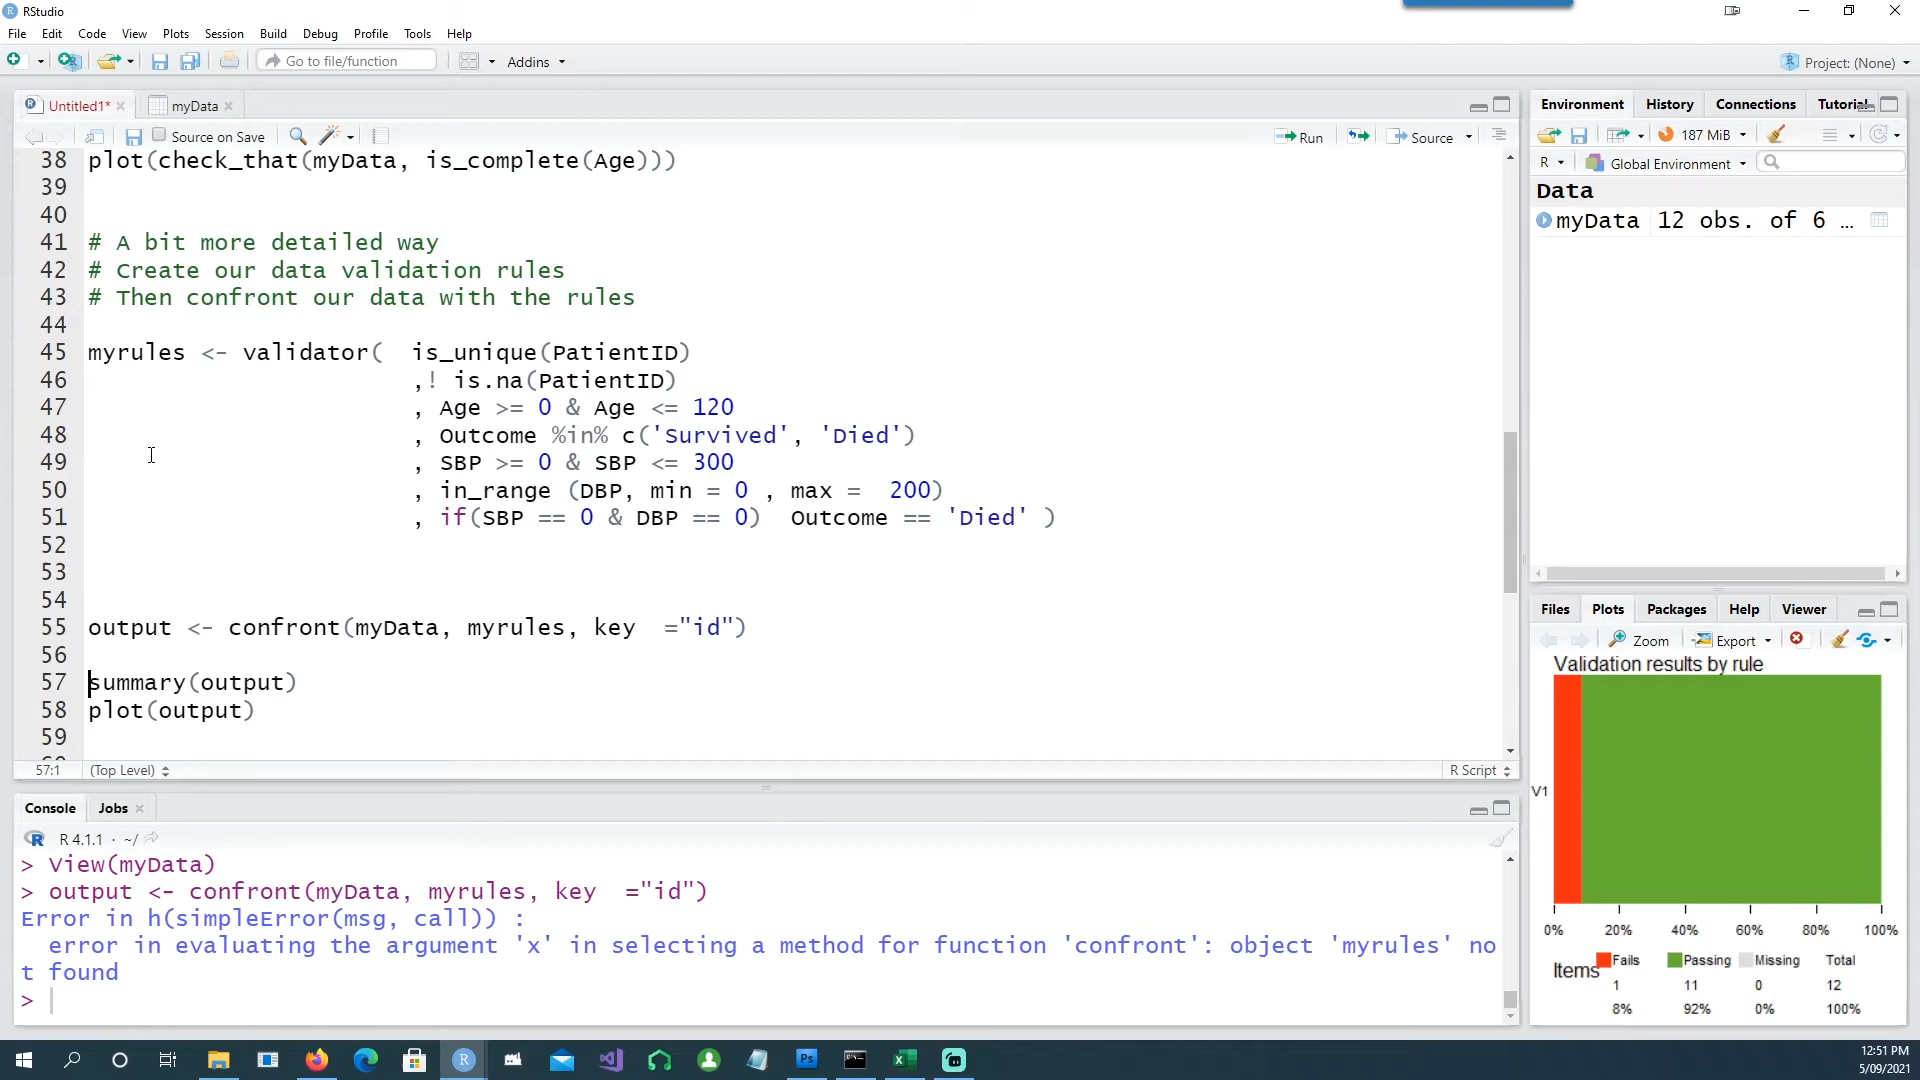 RStudio
File Edit Code View Plots Session Build Debug Profile Tools Help
Go to file/function Addins Project: (None)
Untitled1* myData
Source on Save Run Source
38 plot(check_that(myData, is_complete(Age)))
39
40
41 # A bit more detailed way
42 # Create our data validation rules
43 # Then confront our data with the rules
44
45 myrules <- validator(  is_unique(PatientID)
46 ,! is.na(PatientID)
47 , Age >= 0 & Age <= 120
48 , Outcome %in% c('Survived', 'Died')
49 , SBP >= 0 & SBP <= 300
50 , in_range (DBP, min = 0 , max =  200)
51 , if(SBP == 0 & DBP == 0)  Outcome == 'Died' )
52
53
54
55 output <- confront(myData, myrules, key  ="id")
56
57 summary(output)
58 plot(output)
59
57:1 (Top Level) R Script
Console Jobs
R 4.1.1 · ~/
> View(myData)
> output <- confront(myData, myrules, key  ="id")
Error in h(simpleError(msg, call)) :
  error in evaluating the argument 'x' in selecting a method for function 'confront': object 'myrules' no
t found
>
Environment History Connections Tutorial
187 MiB
R Global Environment
Data
myData 12 obs. of 6 …
Files Plots Packages Help Viewer
Zoom Export
Validation results by rule
V1
0% 20% 40% 60% 80% 100%
Items Fails Passing Missing Total
1 11 0 12
8% 92% 0% 100%
12:51 PM
5/09/2021